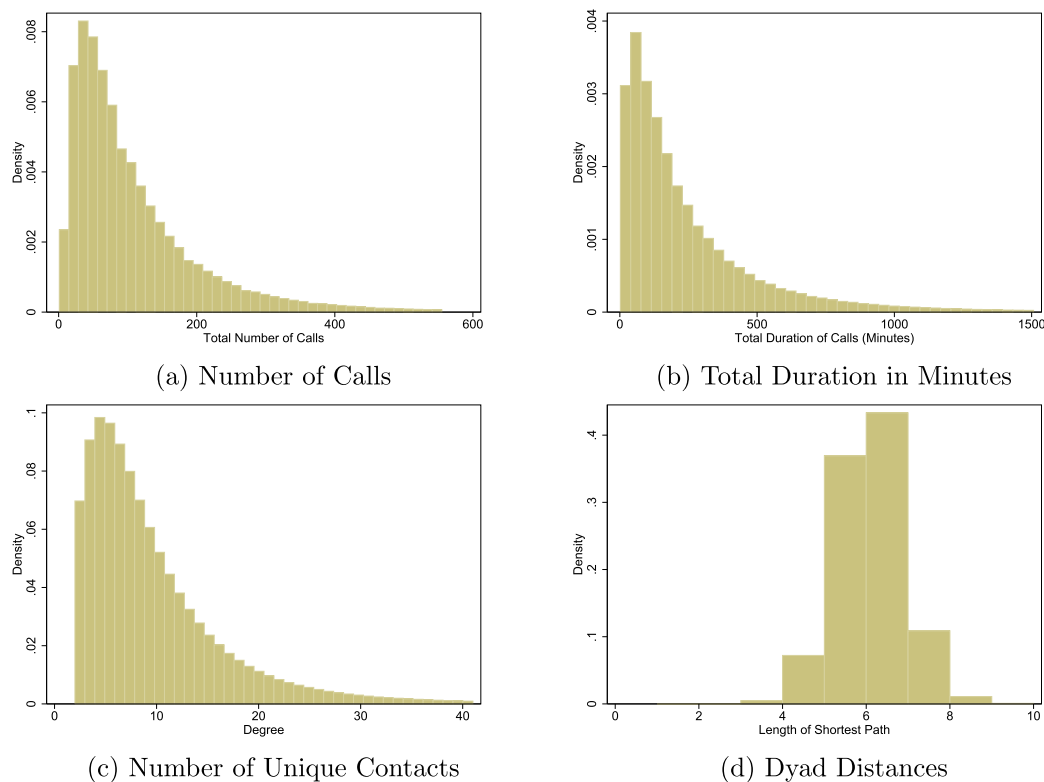 .008
.006
.004
.002
0
Density
0 200 400 600
Total Number of Calls
(a) Number of Calls
.004
.003
.002
.001
0
Density
0 500 1000 1500
Total Duration of Calls (Minutes)
(b) Total Duration in Minutes
.1
.08
.06
.04
.02
0
Density
0 10 20 30 40
Degree
(c) Number of Unique Contacts
.4
.3
.2
.1
0
Density
0 2 4 6 8 10
Length of Shortest Path
(d) Dyad Distances